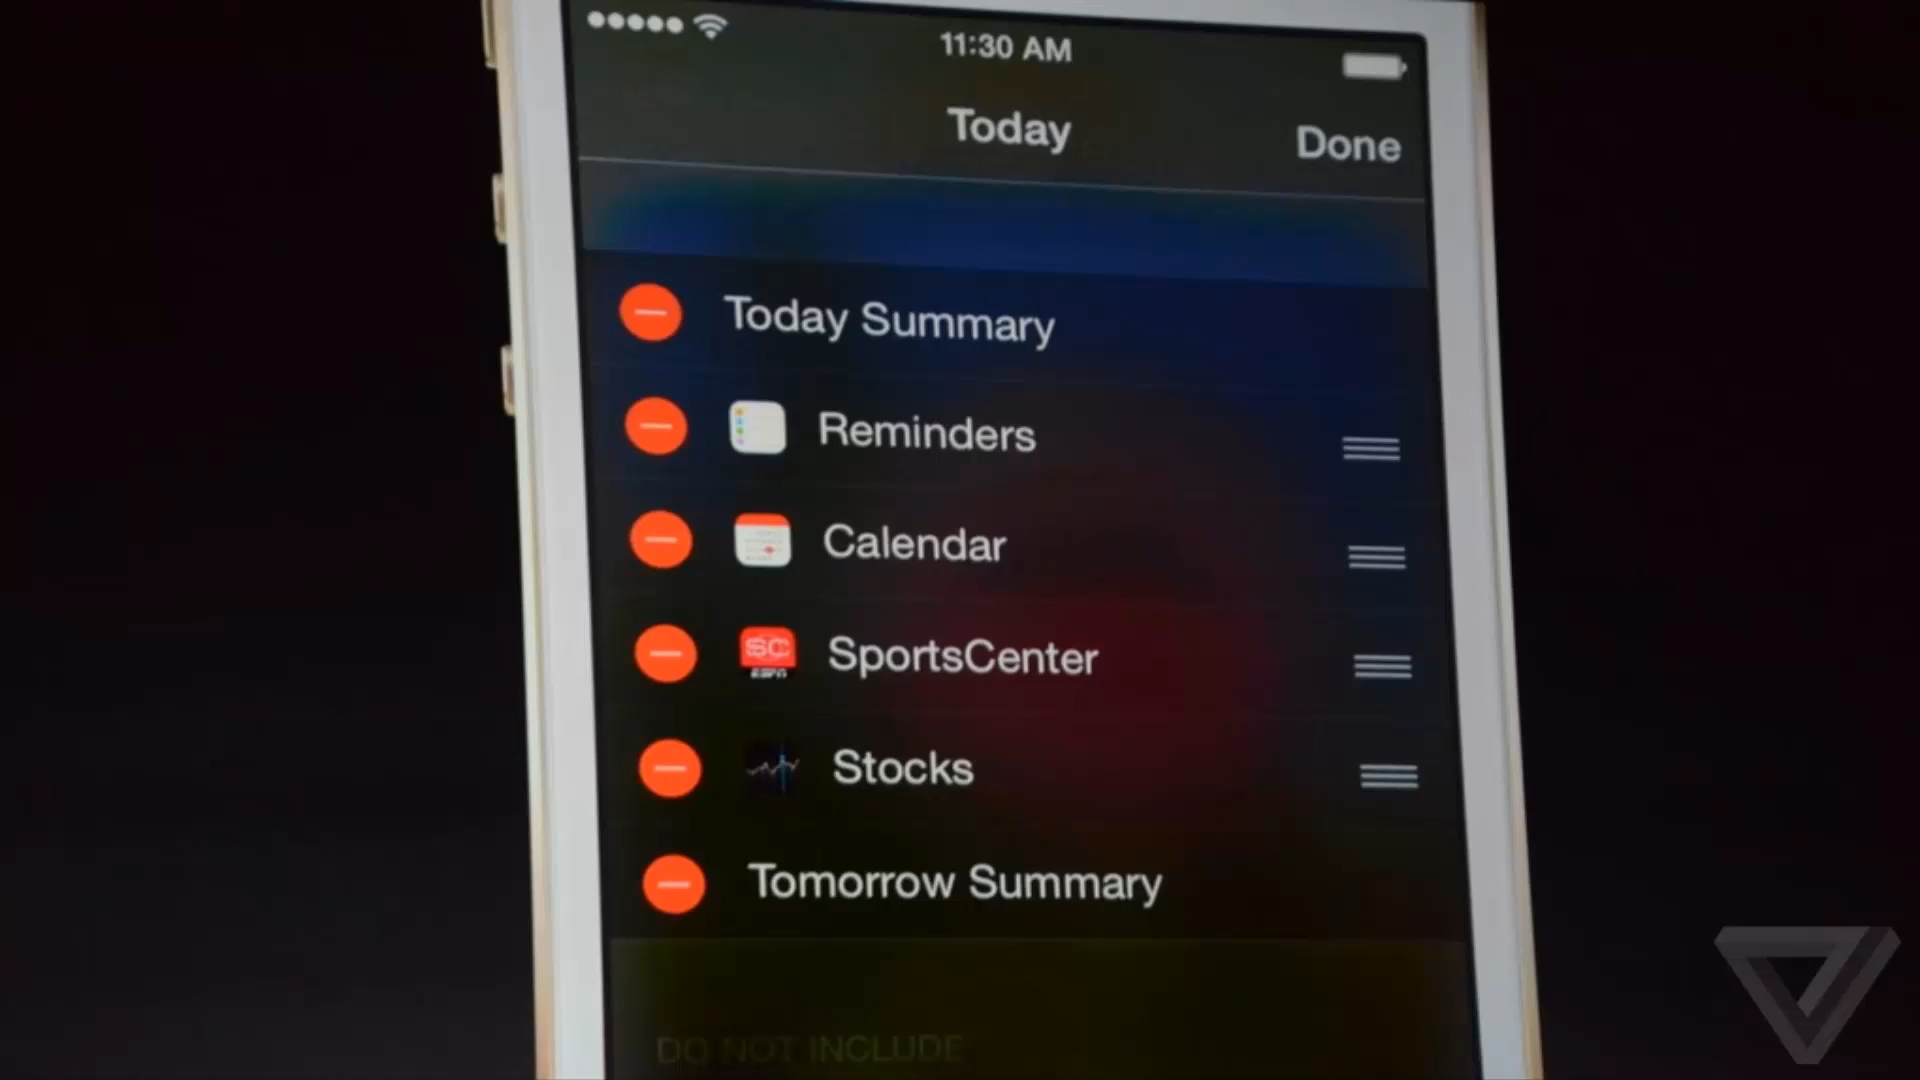 11:30 AM
Today
Done
Today Summary
Reminders
Calendar
SC
SportsCenter
Stocks
Tomorrow Summary
DO NOT INCLUDE